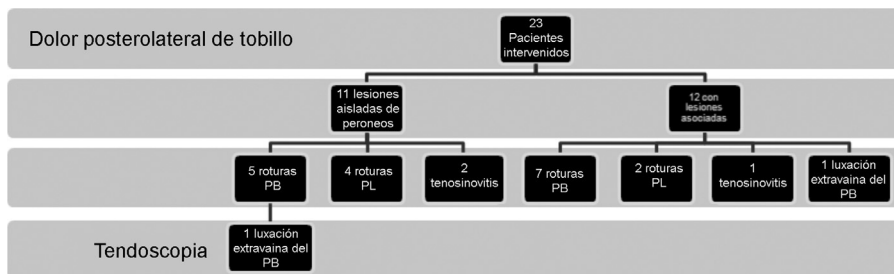 Dolor posterolateral de tobillo
23
Pacientes
intervenidos
11 lesiones
aisladas de
peroneos
12 con
lesiones
asociadas
5 roturas
PB
4 roturas
PL
2
tenosinovitis
7 roturas
PB
2 roturas
PL
1
tenosinovitis
1 luxación
extravaina del
PB
Tendoscopia
1 luxación
extravaina del
PB